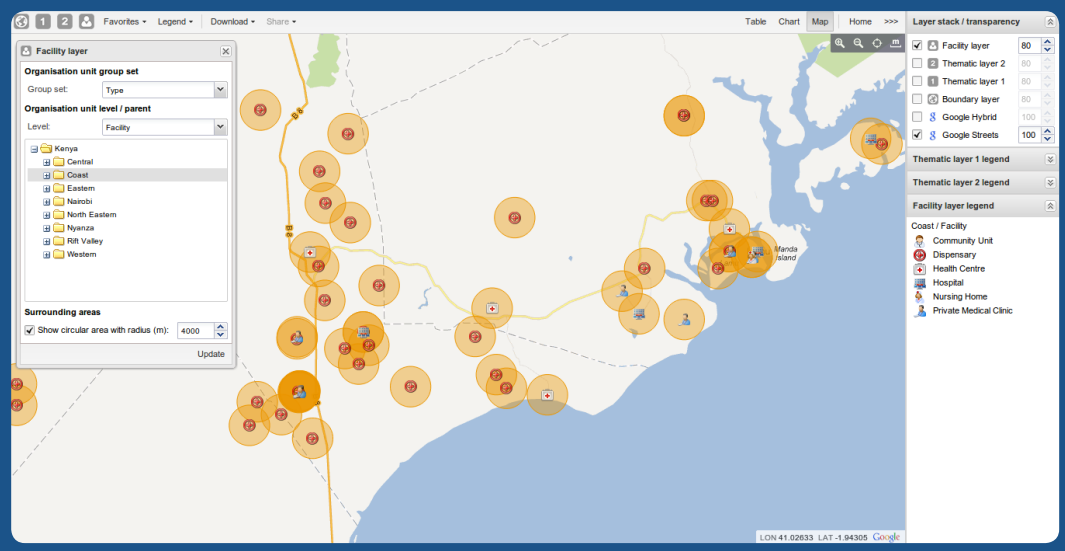 1 2 Favorites Legend Download Share Table Chart Map Home >>>
Facility layer
Organisation unit group set
Group set: Type
Organisation unit level / parent
Level: Facility
Kenya
Central
Coast
Eastern
Nairobi
North Eastern
Nyanza
Rift Valley
Western
Surrounding areas
Show circular area with radius (m): 4000
Update
B8
B8
Manda
Island
LON 41.02633 LAT -1.94305 Google
Layer stack / transparency
Facility layer 80
2 Thematic layer 2 80
1 Thematic layer 1 80
Boundary layer 80
g Google Hybrid 100
g Google Streets 100
Thematic layer 1 legend
Thematic layer 2 legend
Facility layer legend
Coast / Facility
Community Unit
Dispensary
Health Centre
Hospital
Nursing Home
Private Medical Clinic